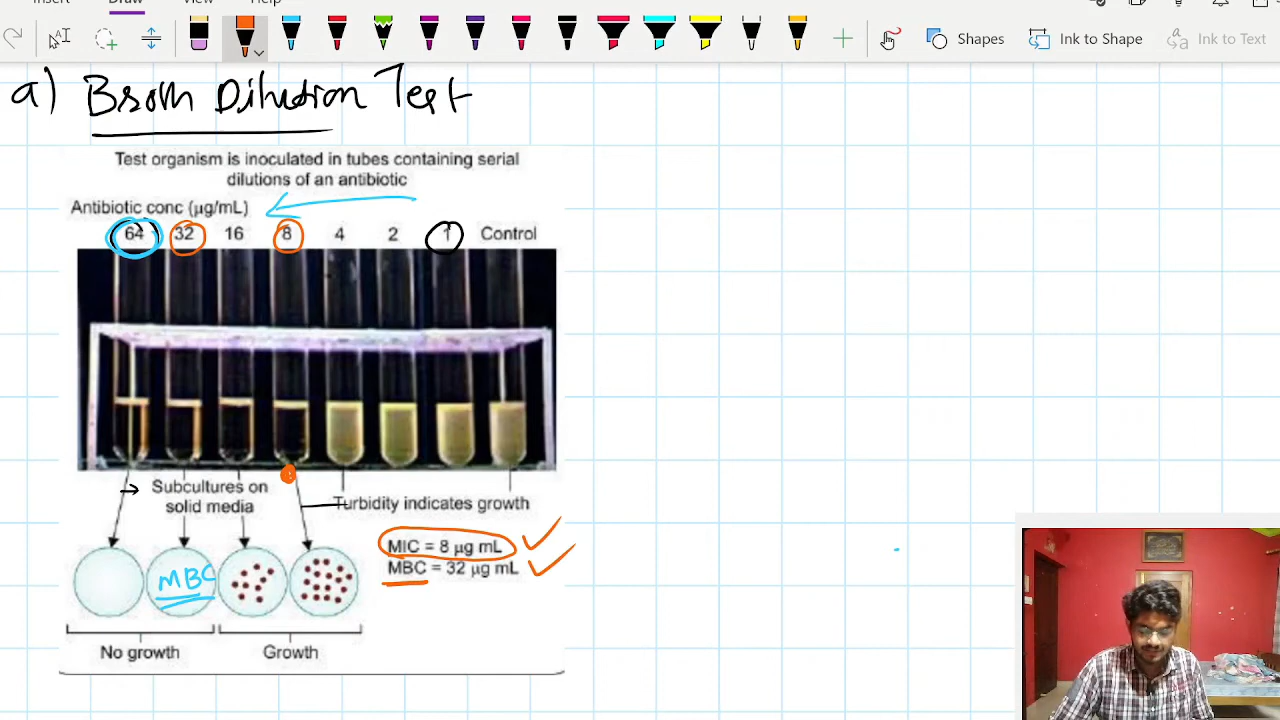 Insert Draw View Help
Shapes Ink to Shape Ink to Text
a) Broth Dilution Test
Test organism is inoculated in tubes containing serial
dilutions of an antibiotic
Antibiotic conc (µg/mL)
64 32 16 8 4 2 1 Control
Subcultures on
solid media
Turbidity indicates growth
MIC = 8 µg mL
MBC = 32 µg mL
MBC
No growth Growth